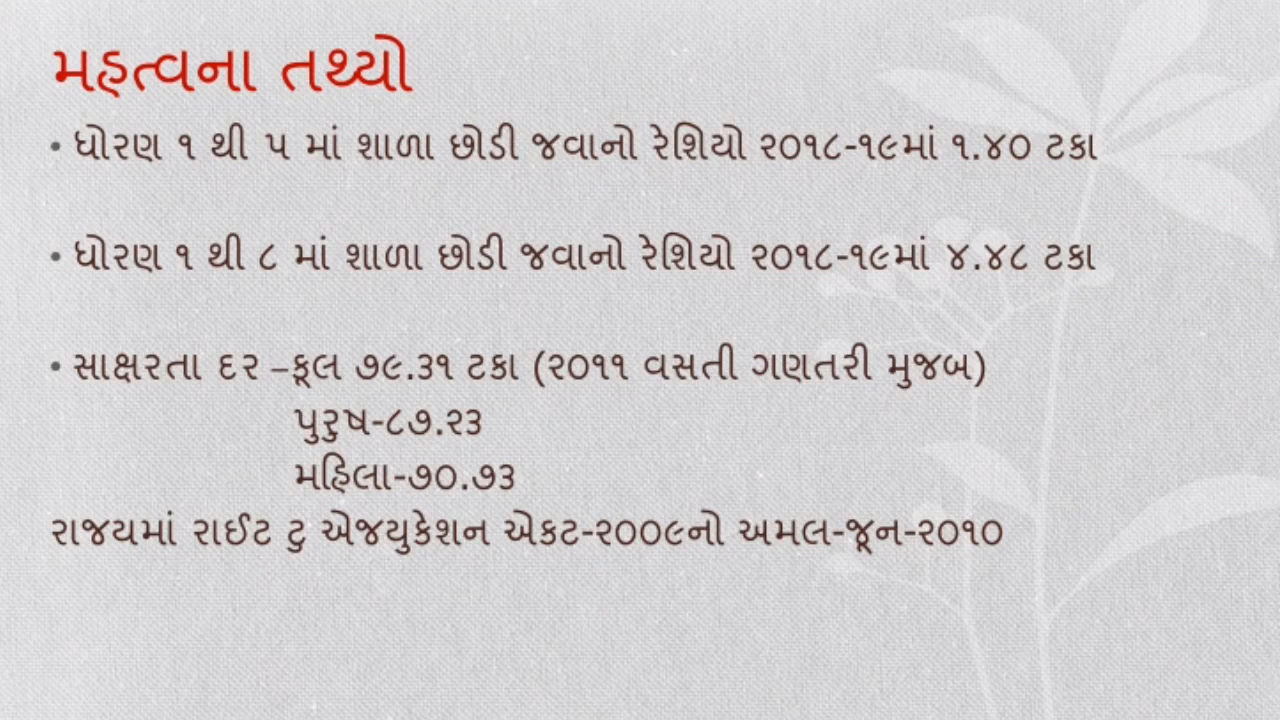 મહત્વના તથ્યો
• ધોરણ ૧ થી ૫ માં શાળા છોડી જવાનો રેશિયો ૨૦૧૮-૧૯માં ૧.૪૦ ટકા
• ધોરણ ૧ થી ૮ માં શાળા છોડી જવાનો રેશિયો ૨૦૧૮-૧૯માં ૪.૪૮ ટકા
• સાક્ષરતા દર –કૂલ ૭૯.૩૧ ટકા (૨૦૧૧ વસતી ગણતરી મુજબ)
પુરુષ-૮૭.૨૩
મહિલા-૭૦.૭૩
રાજયમાં રાઈટ ટુ એજયુકેશન એકટ-૨૦૦૯નો અમલ-જૂન-૨૦૧૦